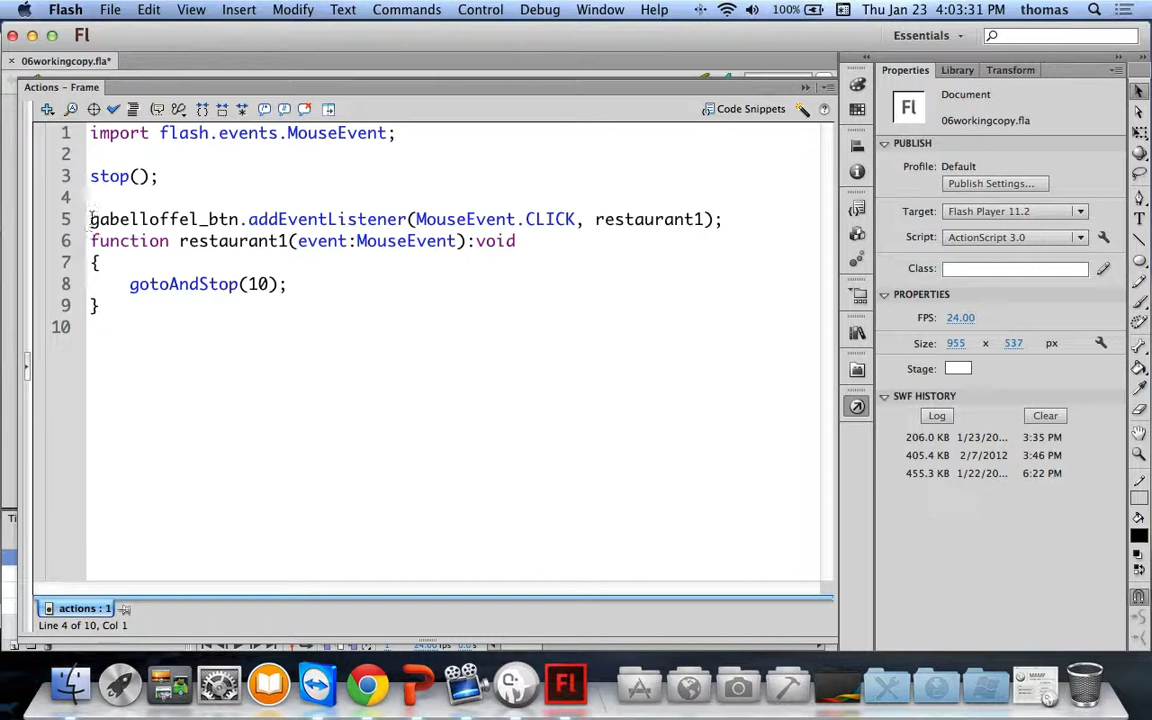 Flash File Edit View Insert Modify Text Commands Control Debug Window Help 100% Thu Jan 23 4:03:31 PM thomas
Fl Essentials
06workingcopy.fla*
Actions - Frame
Code Snippets
1 import flash.events.MouseEvent;
2
3 stop();
4
5 gabelloffel_btn.addEventListener(MouseEvent.CLICK, restaurant1);
6 function restaurant1(event:MouseEvent):void
7 {
8 gotoAndStop(10);
9 }
10
actions : 1
Line 4 of 10, Col 1
Properties Library Transform
Fl
Document
06workingcopy.fla
PUBLISH
Profile: Default
Publish Settings...
Target: Flash Player 11.2
Script: ActionScript 3.0
Class:
PROPERTIES
FPS: 24.00
Size: 955 x 537 px
Stage:
SWF HISTORY
Log Clear
206.0 KB 1/23/20... 3:35 PM
405.4 KB 2/7/2012 3:46 PM
455.3 KB 1/22/20... 6:22 PM
Fl